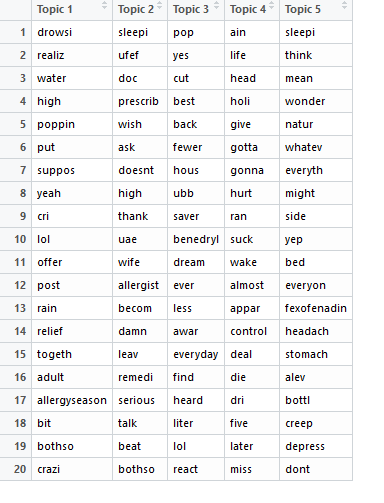 Topic 1 Topic 2 Topic 3 Topic 4 Topic 5
1 drowsi sleepi pop ain sleepi
2 realiz ufef yes life think
3 water doc cut head mean
4 high prescrib best holi wonder
5 poppin wish back give natur
6 put ask fewer gotta whatev
7 suppos doesnt hous gonna everyth
8 yeah high ubb hurt might
9 cri thank saver ran side
10 lol uae benedryl suck yep
11 offer wife dream wake bed
12 post allergist ever almost everyon
13 rain becom less appar fexofenadin
14 relief damn awar control headach
15 togeth leav everyday deal stomach
16 adult remedi find die alev
17 allergyseason serious heard dri bottl
18 bit talk liter five creep
19 bothso beat lol later depress
20 crazi bothso react miss dont